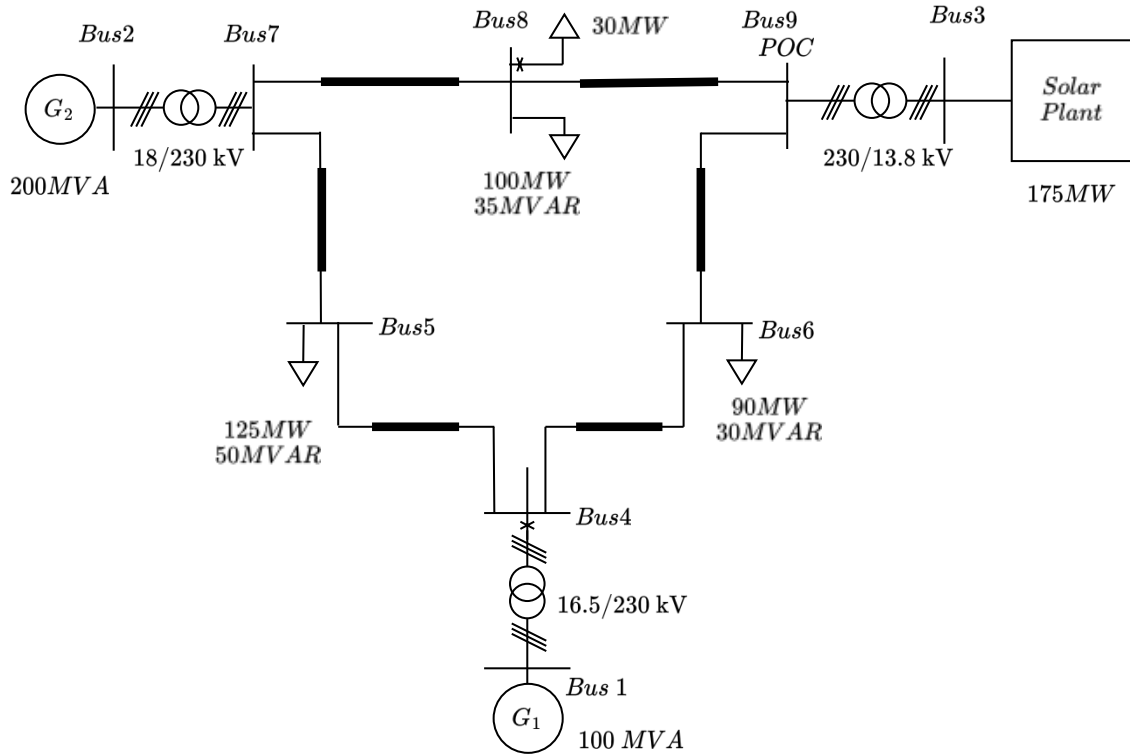 Bus2
Bus7
Bus8
30MW
Bus9
POC
Bus3
G2
18/230 kV
200MVA
100MW
35MVAR
230/13.8 kV
Solar
Plant
175MW
Bus5
Bus6
125MW
50MVAR
90MW
30MVAR
Bus4
16.5/230 kV
Bus 1
G1
100 MVA